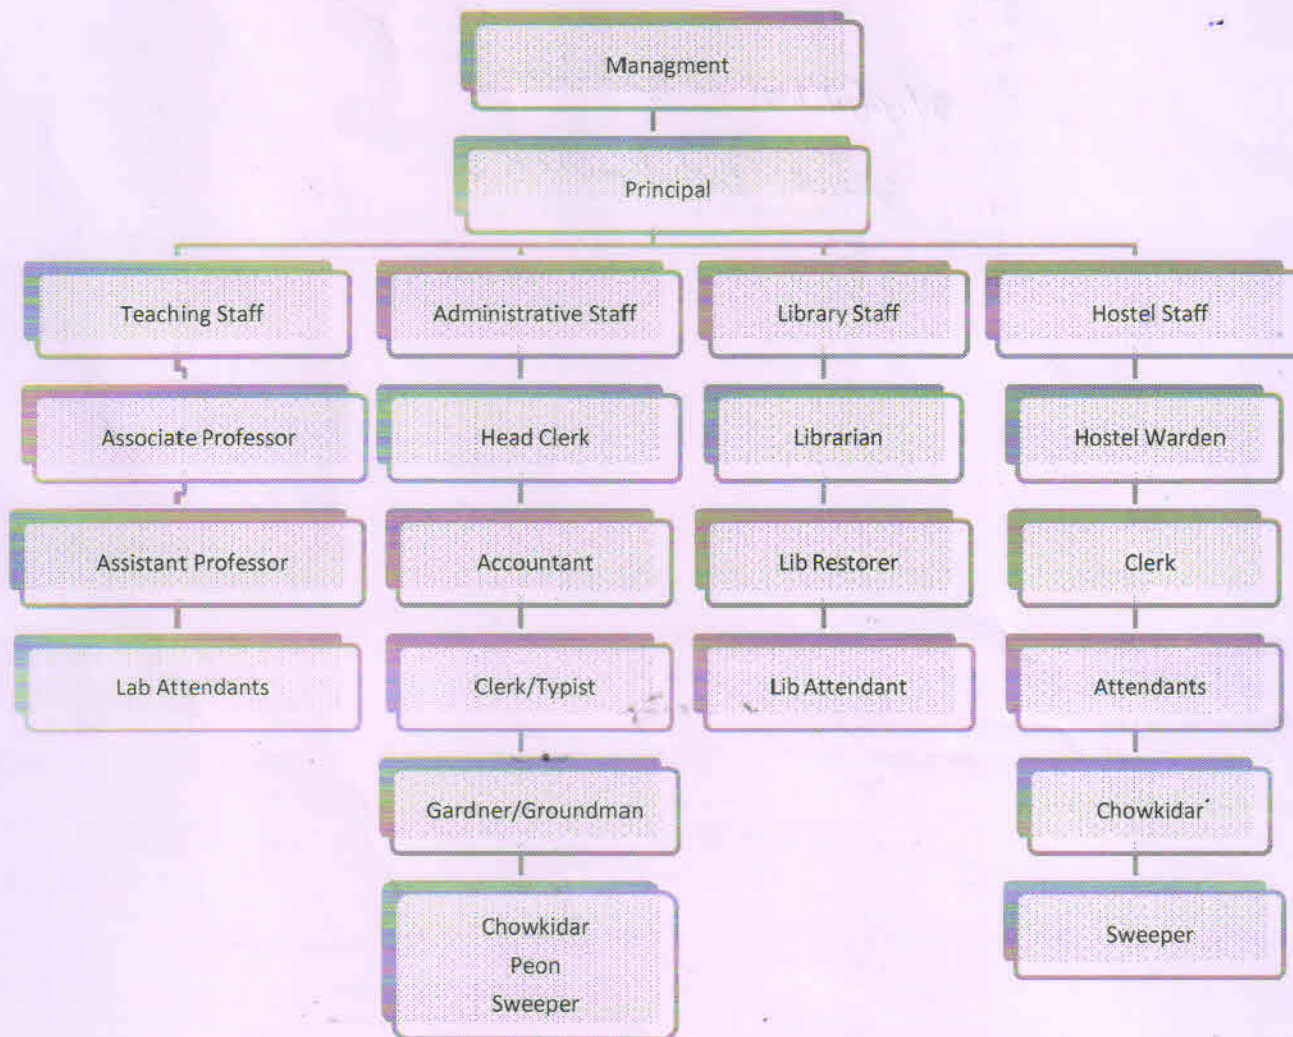 Managment
Principal
Teaching Staff
Administrative Staff
Library Staff
Hostel Staff
Associate Professor
Head Clerk
Librarian
Hostel Warden
Assistant Professor
Accountant
Lib Restorer
Clerk
Lab Attendants
Clerk/Typist
Lib Attendant
Attendants
Gardner/Groundman
Chowkidar
Chowkidar
Peon
Sweeper
Sweeper